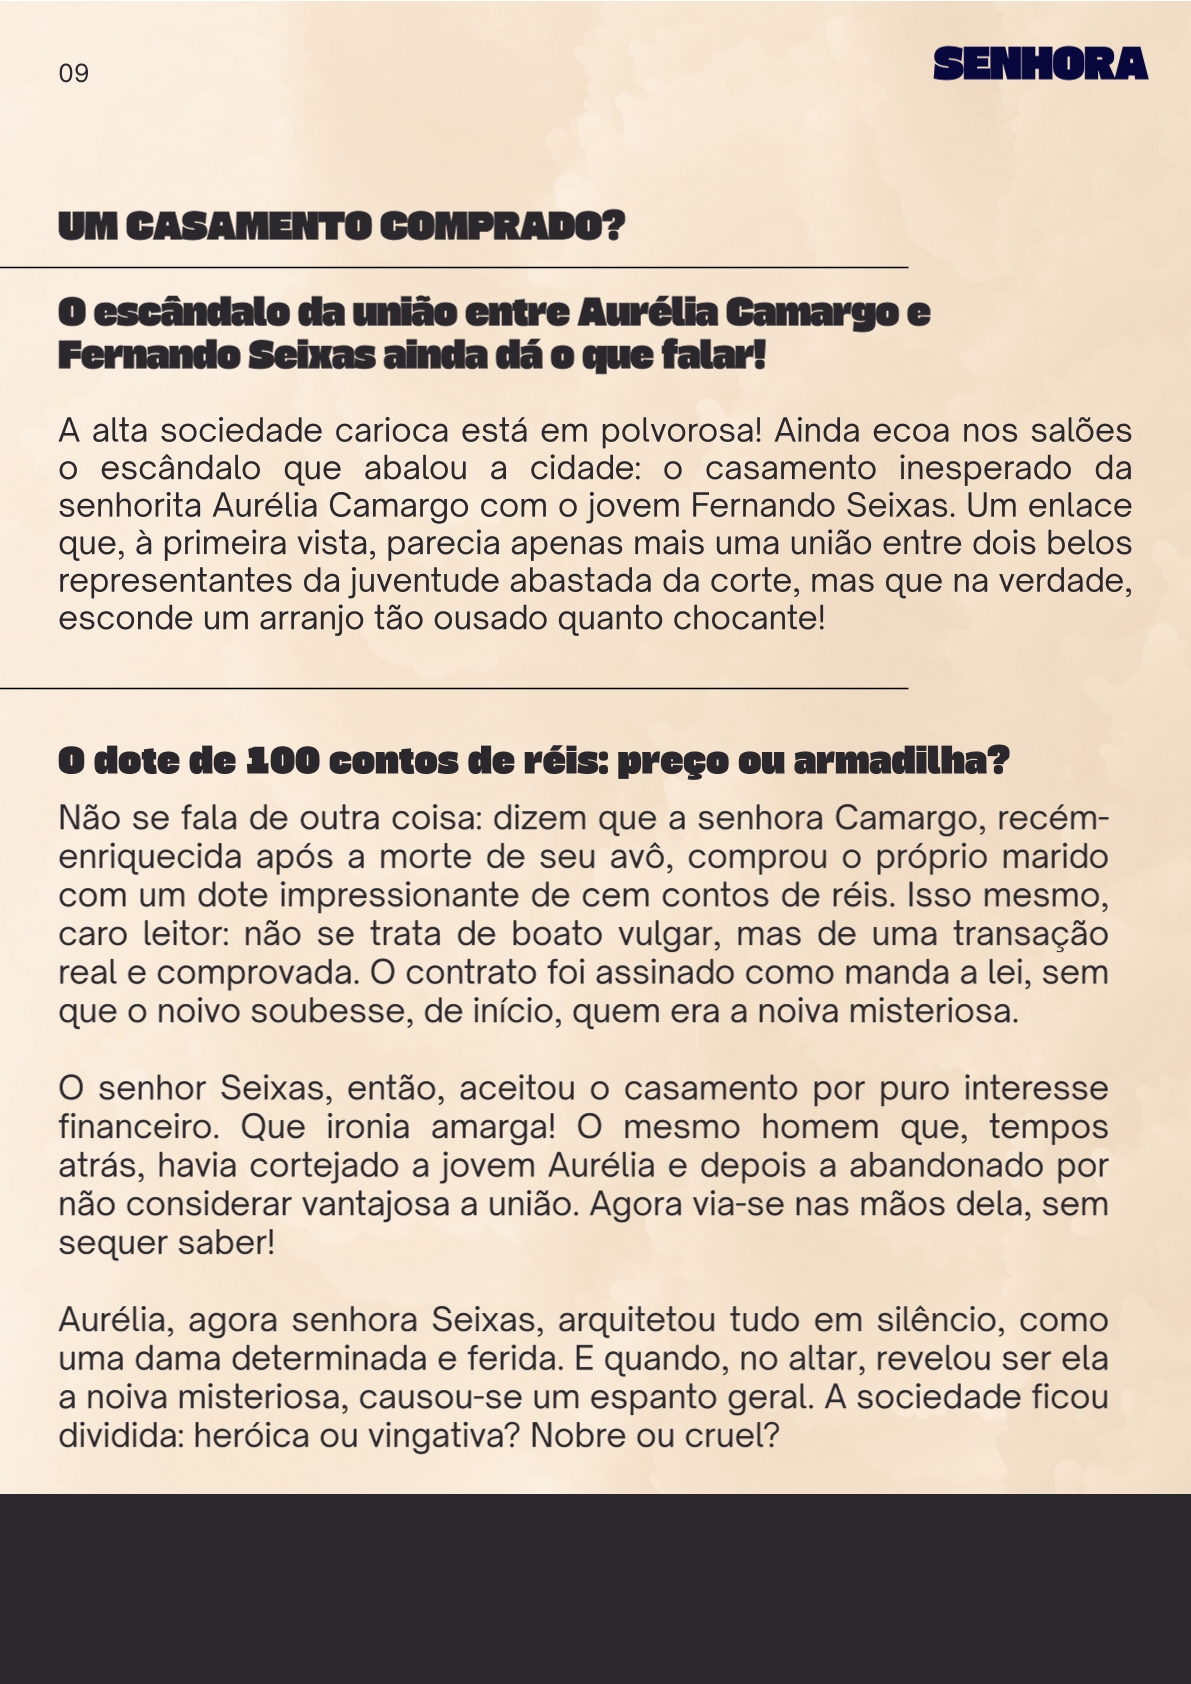 09
SENHORA
UM CASAMENTO COMPRADO?
O escândalo da união entre Aurélia Camargo e
Fernando Seixas ainda dá o que falar!
A alta sociedade carioca está em polvorosa! Ainda ecoa nos salões
o escândalo que abalou a cidade: o casamento inesperado da
senhorita Aurélia Camargo com o jovem Fernando Seixas. Um enlace
que, à primeira vista, parecia apenas mais uma união entre dois belos
representantes da juventude abastada da corte, mas que na verdade,
esconde um arranjo tão ousado quanto chocante!
O dote de 100 contos de réis: preço ou armadilha?
Não se fala de outra coisa: dizem que a senhora Camargo, recém-
enriquecida após a morte de seu avô, comprou o próprio marido
com um dote impressionante de cem contos de réis. Isso mesmo,
caro leitor: não se trata de boato vulgar, mas de uma transação
real e comprovada. O contrato foi assinado como manda a lei, sem
que o noivo soubesse, de início, quem era a noiva misteriosa.
O senhor Seixas, então, aceitou o casamento por puro interesse
financeiro. Que ironia amarga! O mesmo homem que, tempos
atrás, havia cortejado a jovem Aurélia e depois a abandonado por
não considerar vantajosa a união. Agora via-se nas mãos dela, sem
sequer saber!
Aurélia, agora senhora Seixas, arquitetou tudo em silêncio, como
uma dama determinada e ferida. E quando, no altar, revelou ser ela
a noiva misteriosa, causou-se um espanto geral. A sociedade ficou
dividida: heróica ou vingativa? Nobre ou cruel?